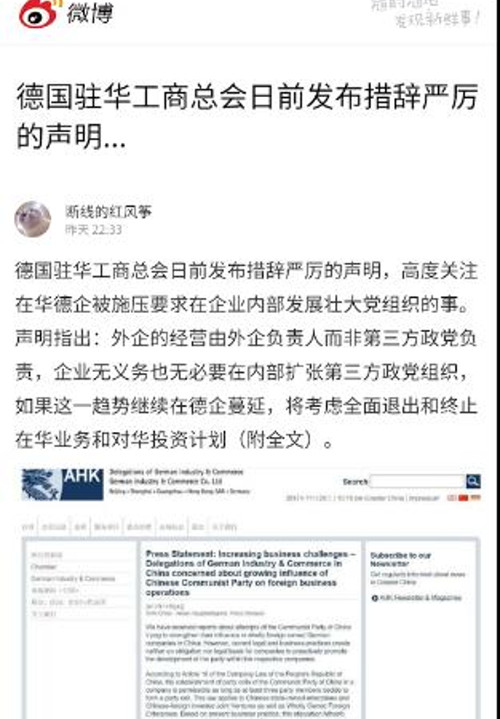 微博
发现新鲜事!
德国驻华工商总会日前发布措辞严厉
的声明...
断线的红风筝
昨天 22:33
德国驻华工商总会日前发布措辞严厉的声明，高度关注
在华德企被施压要求在企业内部发展壮大党组织的事。
声明指出：外企的经营由外企负责人而非第三方政党负
责，企业无义务也无必要在内部扩张第三方政党组织，
如果这一趋势继续在德企蔓延，将考虑全面退出和终止
在华业务和对华投资计划（附全文）。
AHK
Delegations of German Industry & Commerce
German Industry & Commerce Co. Ltd
Beijing • Shanghai • Guangzhou • Hong Kong SAR • Germany
Search
Chamber
German Industry & Commerce
Press Statement: Increasing business challenges –
Delegations of German Industry & Commerce in
China concerned about growing influence of
Chinese Communist Party on foreign business
operations
Subscribe to our
Newsletter
Get regularly informed about news
in Greater China
AHK Newsletter & Magazine
We have received reports about attempts of the Communist Party of China
trying to strengthen their influence in wholly foreign owned German
companies in China. However, current legal and business practices create
neither an obligation nor legal basis for companies to proactively promote
the development of the party within the respective companies.
According to Article 19 of the Company Law of the People's Republic of
China, the establishment of party cells of the Communist Party of China in a
company is permissible as long as at least three party members decide to
form a party cell. This law applies to Chinese state-owned enterprises and
Chinese-foreign invested Joint Ventures as well as Wholly Owned Foreign
Enterprises.